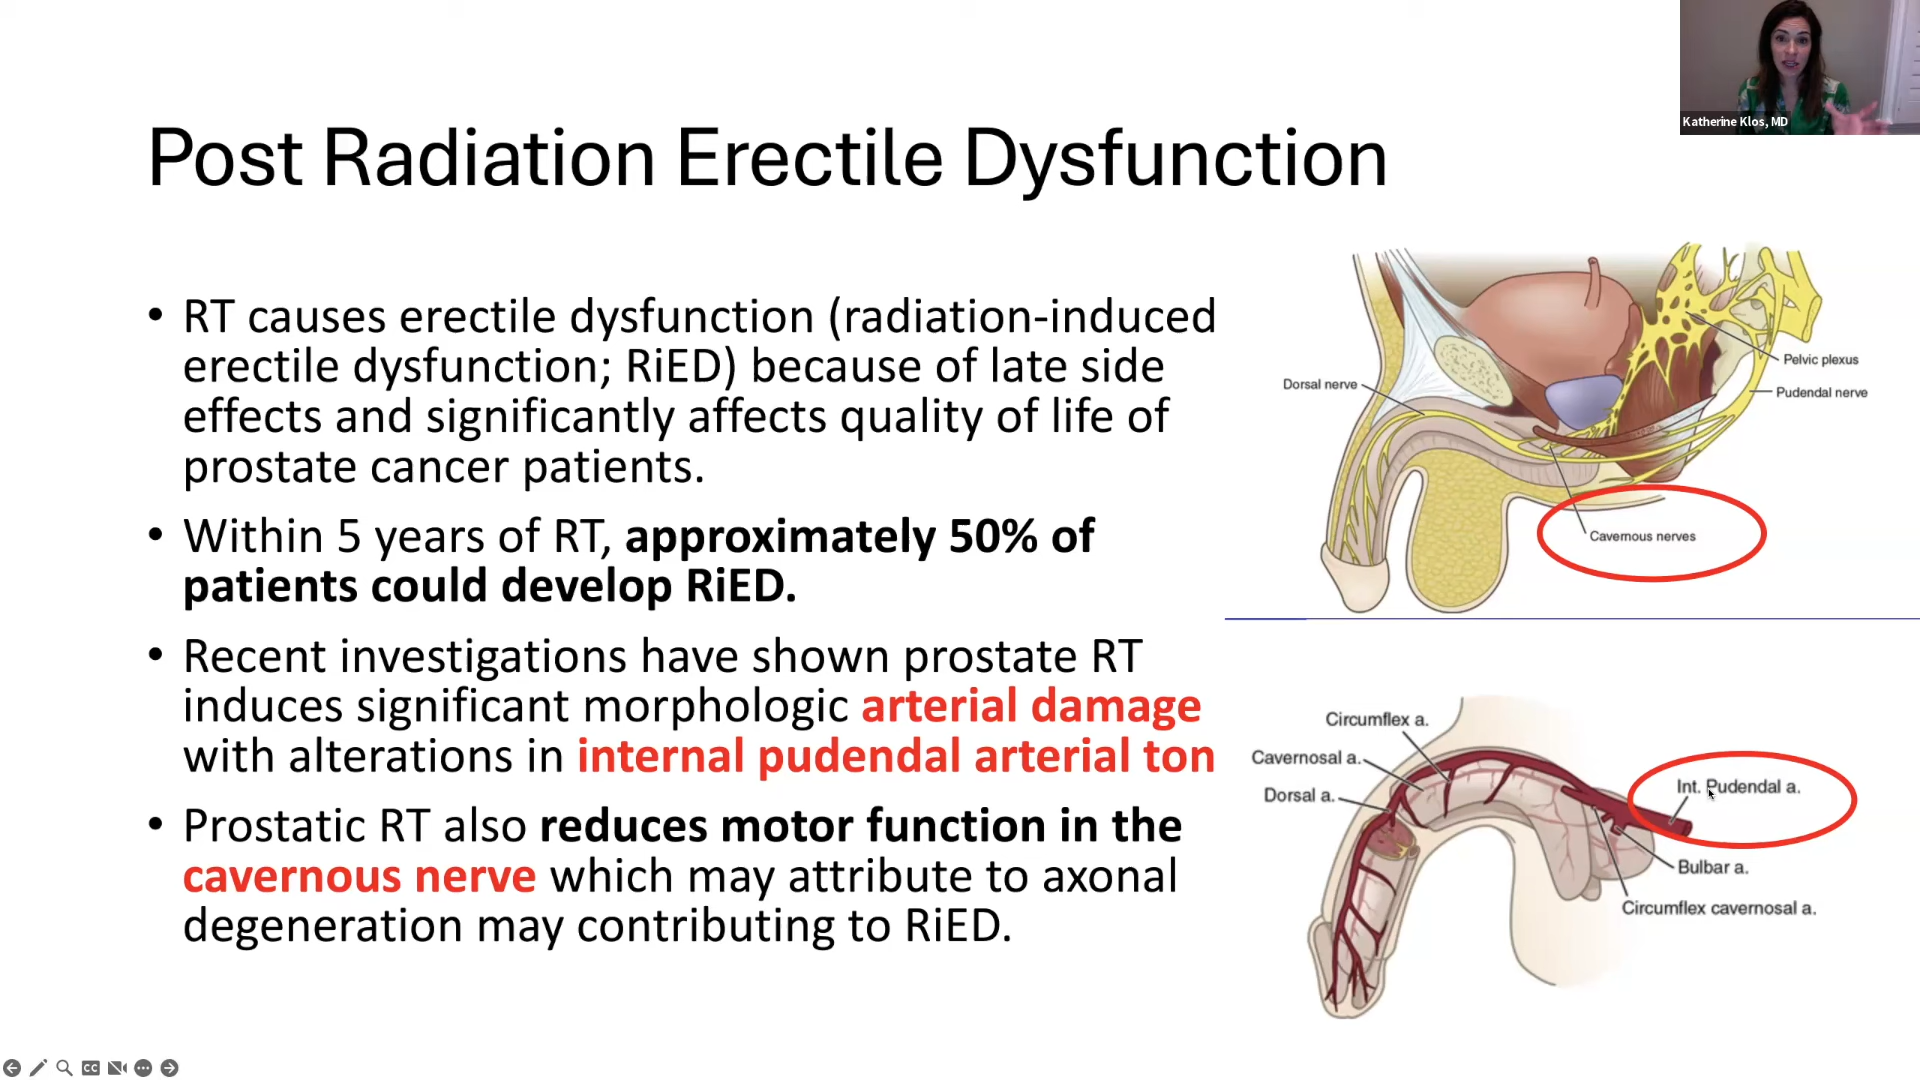 Katherine Klos, MD
Post Radiation Erectile Dysfunction
• RT causes erectile dysfunction (radiation-induced
erectile dysfunction; RiED) because of late side
effects and significantly affects quality of life of
prostate cancer patients.
• Within 5 years of RT, approximately 50% of
patients could develop RiED.
• Recent investigations have shown prostate RT
induces significant morphologic arterial damage
with alterations in internal pudendal arterial ton
• Prostatic RT also reduces motor function in the
cavernous nerve which may attribute to axonal
degeneration may contributing to RiED.
Pelvic plexus
Dorsal nerve
Pudendal nerve
Cavernous nerves
Circumflex a.
Cavernosal a.
Dorsal a.
Int. Pudendal a.
Bulbar a.
Circumflex cavernosal a.
CC